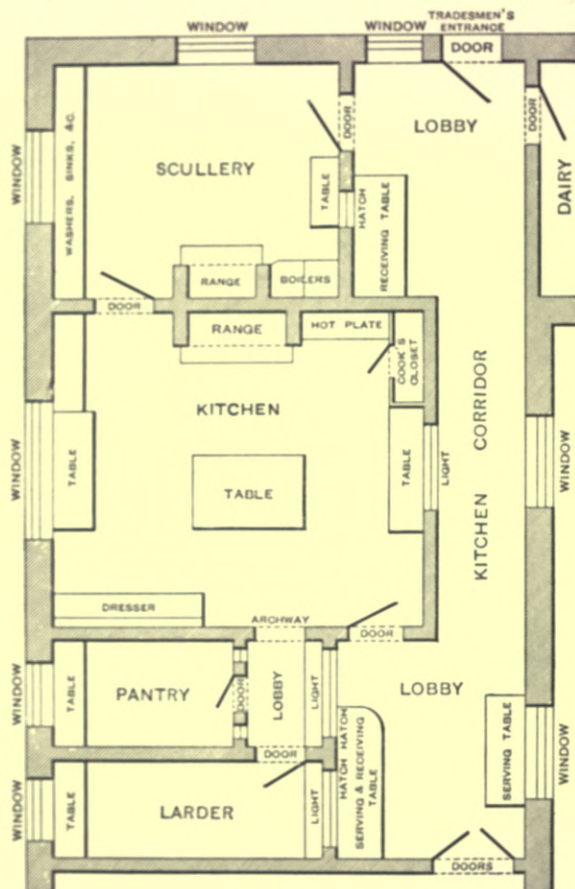 TRADESMEN'S
ENTRANCE
WINDOW
WINDOW
DOOR
WINDOW
WASHERS, SINKS, &C.
SCULLERY
DOOR
LOBBY
DOOR
DAIRY
TABLE
HATCH
RECEIVING TABLE
RANGE
BOILERS
DOOR
RANGE
HOT PLATE
COOK'S
CLOSET
KITCHEN
KITCHEN CORRIDOR
WINDOW
TABLE
TABLE
TABLE
LIGHT
WINDOW
DRESSER
ARCHWAY
DOOR
WINDOW
TABLE
PANTRY
DOOR
LOBBY
LIGHT
LOBBY
DOOR
HATCH HATCH
SERVING & RECEIVING
TABLE
SERVING TABLE
WINDOW
WINDOW
TABLE
LARDER
LIGHT
DOORS